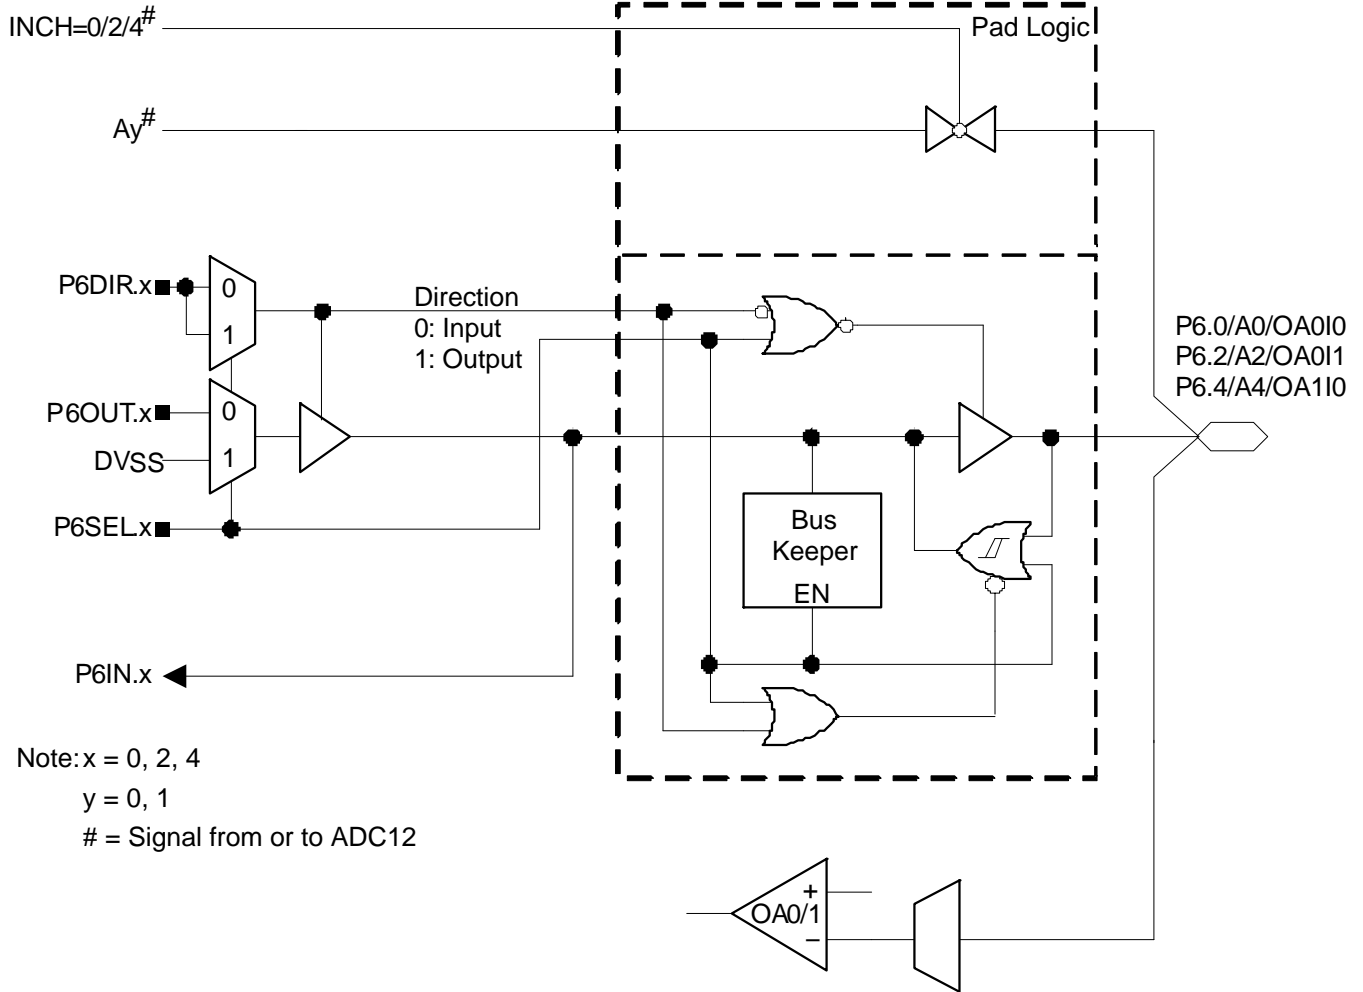 INCH=0/2/4#
Pad Logic
Ay#
P6DIR.x
0
1
Direction
0: Input
1: Output
P6.0/A0/OA0I0
P6.2/A2/OA0I1
P6.4/A4/OA1I0
P6OUT.x
0
DVSS
1
P6SEL.x
Bus
Keeper
EN
P6IN.x
Note: x = 0, 2, 4
y = 0, 1
# = Signal from or to ADC12
+
OA0/1
−